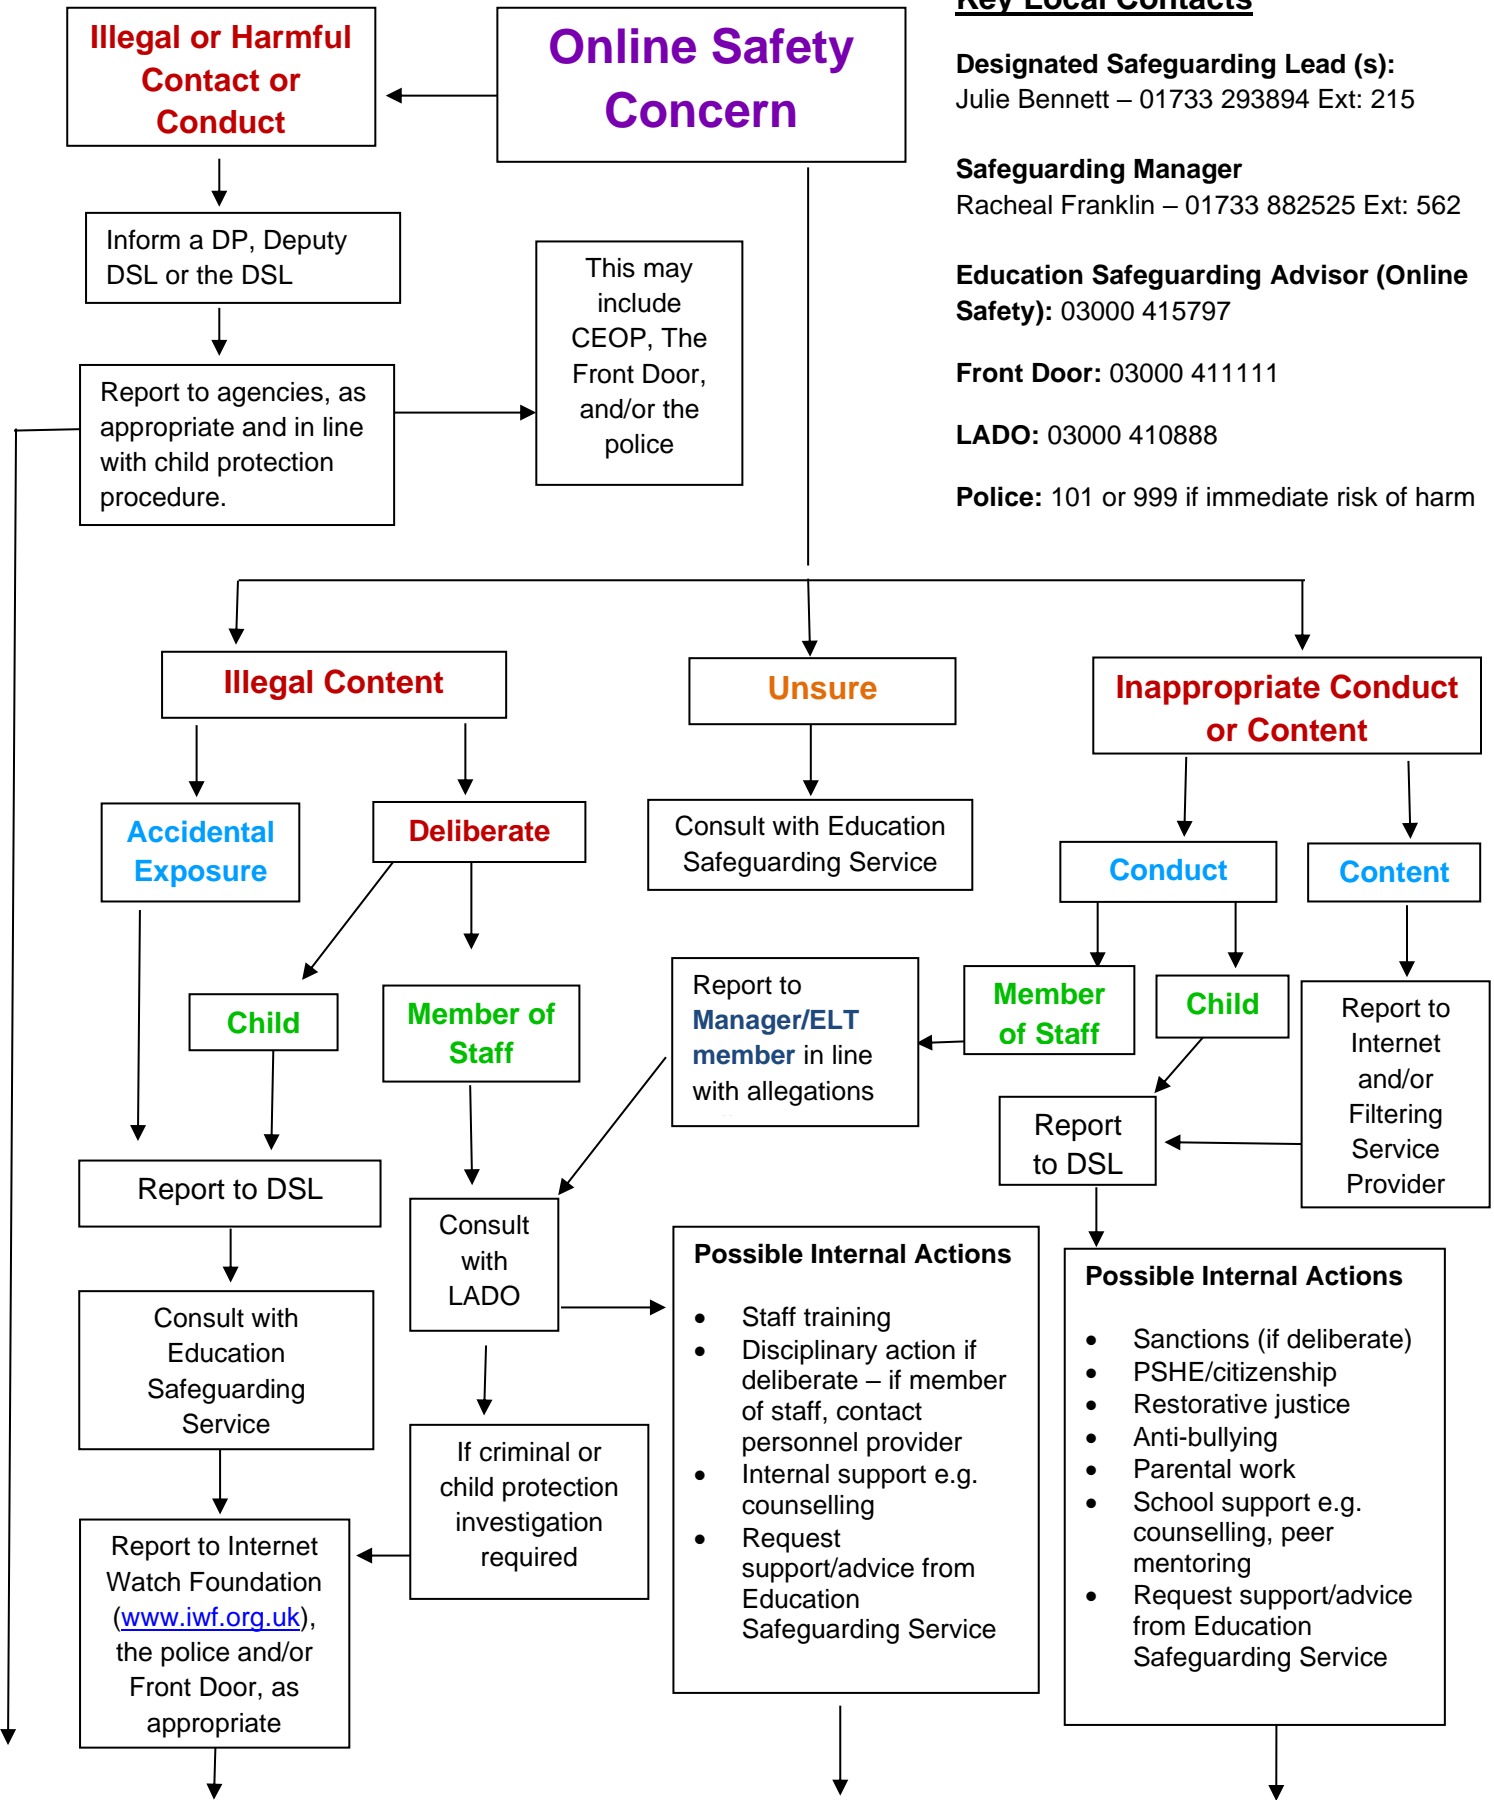 Key Local Contacts
Illegal or Harmful
Contact or
Conduct
Online Safety
Concern
Designated Safeguarding Lead (s):
Julie Bennett – 01733 293894 Ext: 215
Safeguarding Manager
Racheal Franklin – 01733 882525 Ext: 562
Education Safeguarding Advisor (Online
Safety): 03000 415797
Front Door: 03000 411111
LADO: 03000 410888
Police: 101 or 999 if immediate risk of harm
Inform a DP, Deputy
DSL or the DSL
This may
include
CEOP, The
Front Door,
and/or the
police
Report to agencies, as
appropriate and in line
with child protection
procedure.
Illegal Content
Unsure
Inappropriate Conduct
or Content
Accidental
Exposure
Deliberate
Consult with Education
Safeguarding Service
Conduct
Content
Child
Member of
Staff
Report to
Manager/ELT
member in line
with allegations
Member
of Staff
Child
Report to
Internet
and/or
Filtering
Service
Provider
Report
to DSL
Report to DSL
Consult
with
LADO
Consult with
Education
Safeguarding
Service
If criminal or
child protection
investigation
required
Report to Internet
Watch Foundation
(www.iwf.org.uk),
the police and/or
Front Door, as
appropriate
Possible Internal Actions
• Staff training
• Disciplinary action if
deliberate – if member
of staff, contact
personnel provider
• Internal support e.g.
counselling
• Request
support/advice from
Education
Safeguarding Service
Possible Internal Actions
• Sanctions (if deliberate)
• PSHE/citizenship
• Restorative justice
• Anti-bullying
• Parental work
• School support e.g.
counselling, peer
mentoring
• Request support/advice
from Education
Safeguarding Service